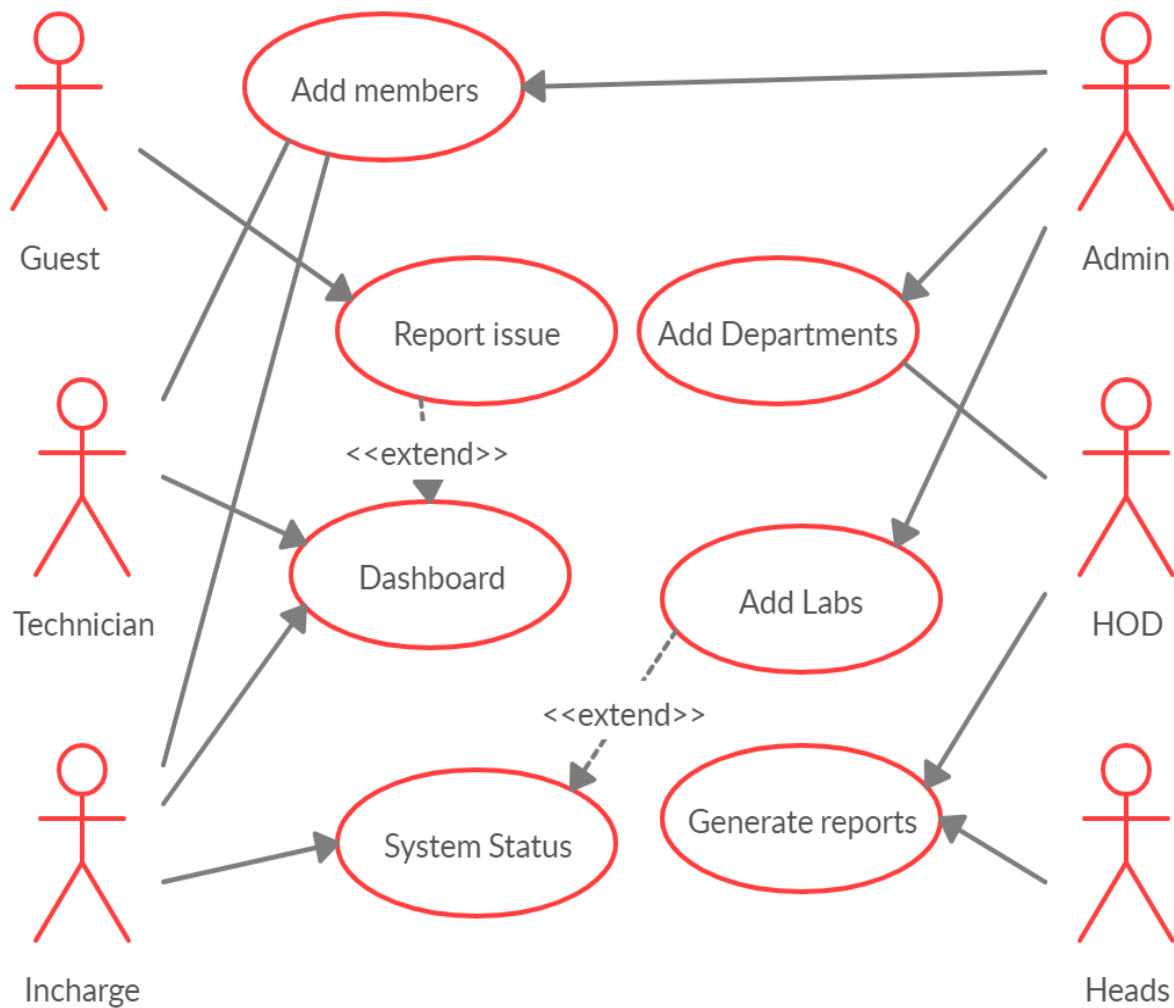 Add members
Guest
Admin
Report issue
Add Departments
<<extend>>
Dashboard
Add Labs
Technician
HOD
<<extend>>
Generate reports
System Status
Incharge
Heads